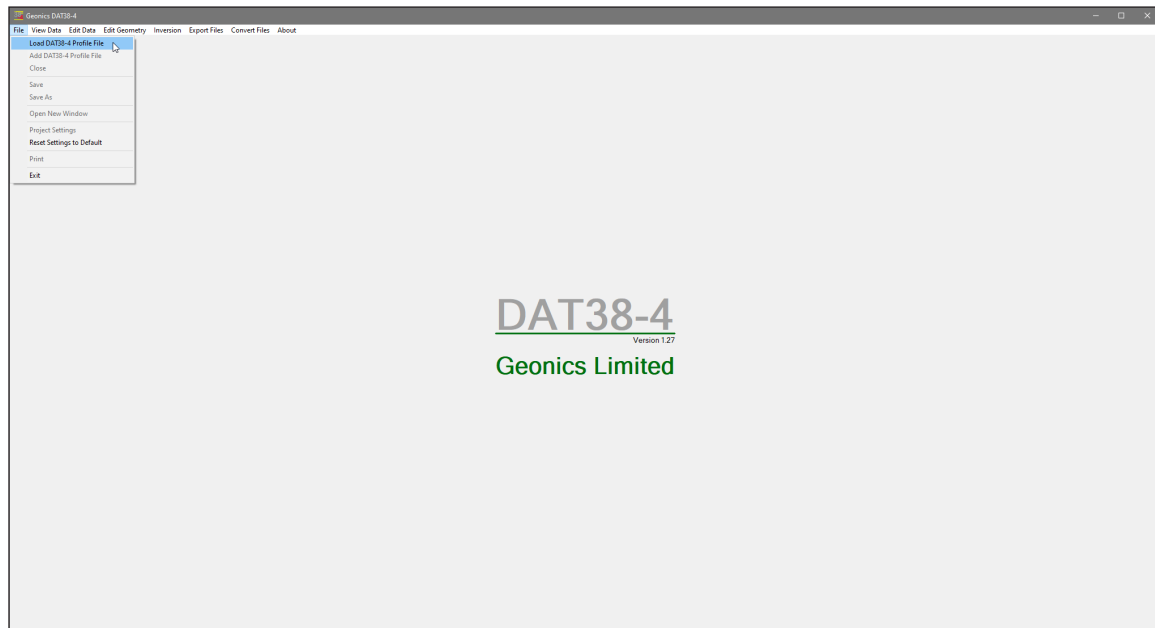 Geonics DAT38-4
File View Data Edit Data Edit Geometry Inversion Export Files Convert Files About
Load DAT38-4 Profile File
Add DAT38-4 Profile File
Close
Save
Save As
Open New Window
Project Settings
Reset Settings to Default
Print
Exit
DAT38-4
Version 1.27
Geonics Limited